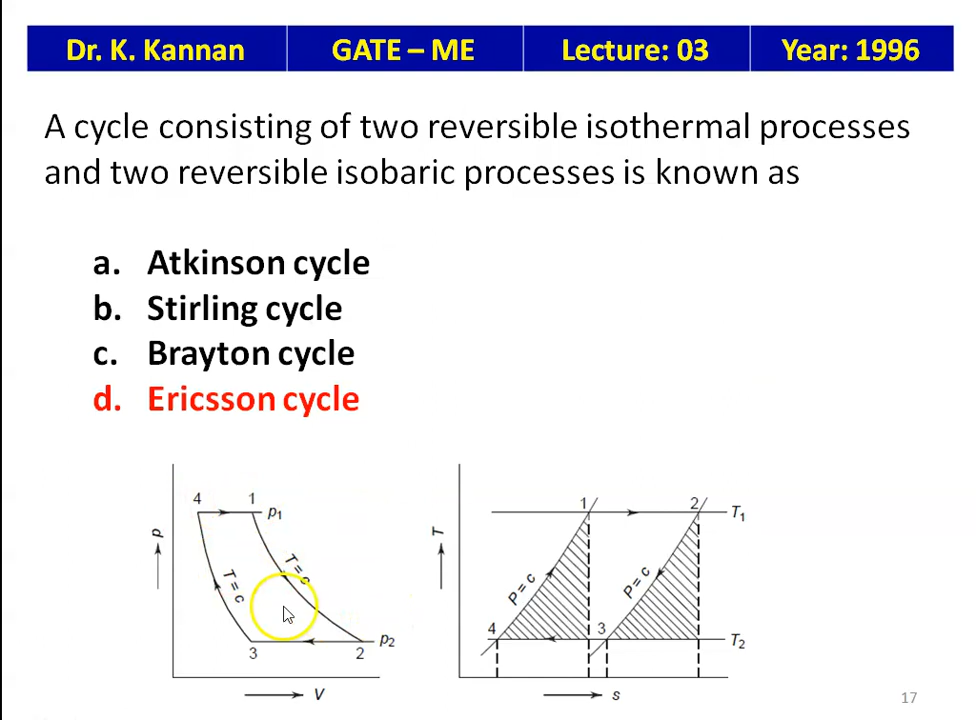 Dr. K. Kannan GATE – ME Lecture: 03 Year: 1996
A cycle consisting of two reversible isothermal processes
and two reversible isobaric processes is known as
a. Atkinson cycle
b. Stirling cycle
c. Brayton cycle
d. Ericsson cycle
4 1 p1
p
T = c
T = c
3 2 p2
V
1 2 T1
T
P = c
P = c
4 3 T2
s
17